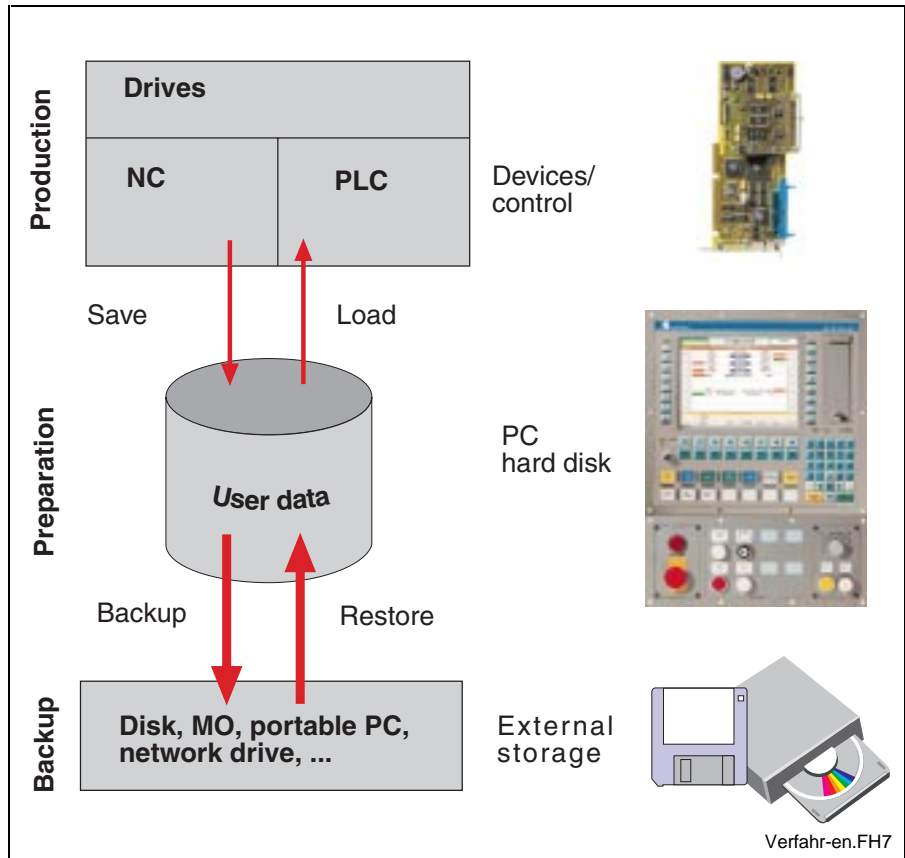 Production
Drives
NC
PLC
Devices/
control
Save
Load
Preparation
User data
PC
hard disk
Backup
Restore
Backup
Disk, MO, portable PC,
network drive, ...
External
storage
Verfahr-en.FH7